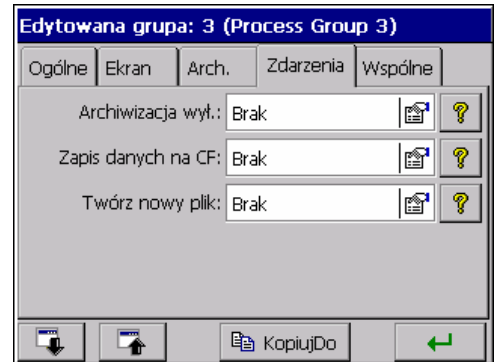 Edytowana grupa: 3 (Process Group 3)
Ogólne Ekran Arch. Zdarzenia Wspólne
Archiwizacja wył.: Brak ?
Zapis danych na CF: Brak ?
Twórz nowy plik: Brak ?
KopiujDo